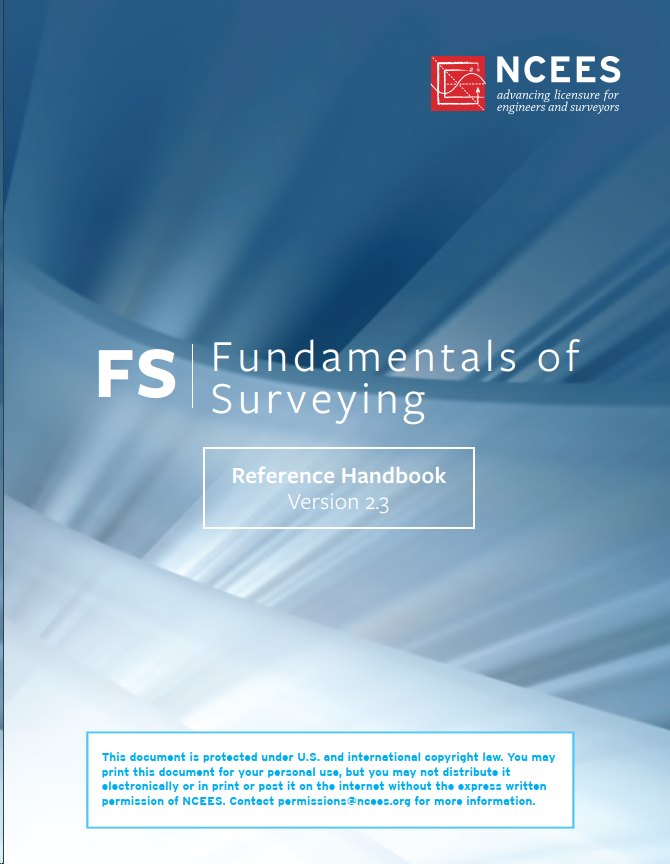 NCEES
advancing licensure for
engineers and surveyors
FS
Fundamentals of
Surveying
Reference Handbook
Version 2.3
This document is protected under U.S. and international copyright law. You may
print this document for your personal use, but you may not distribute it
electronically or in print or post it on the internet without the express written
permission of NCEES. Contact permissions@ncees.org for more information.